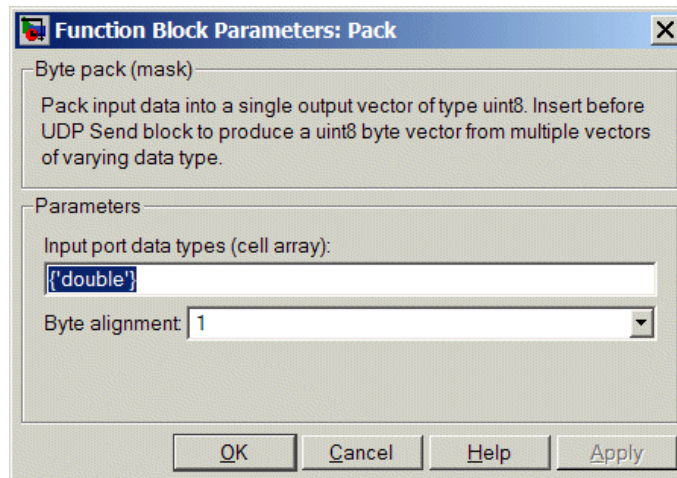 Function Block Parameters: Pack
Byte pack (mask)
Pack input data into a single output vector of type uint8. Insert before
UDP Send block to produce a uint8 byte vector from multiple vectors
of varying data type.
Parameters
Input port data types (cell array):
{'double'}
Byte alignment: 1
OK Cancel Help Apply